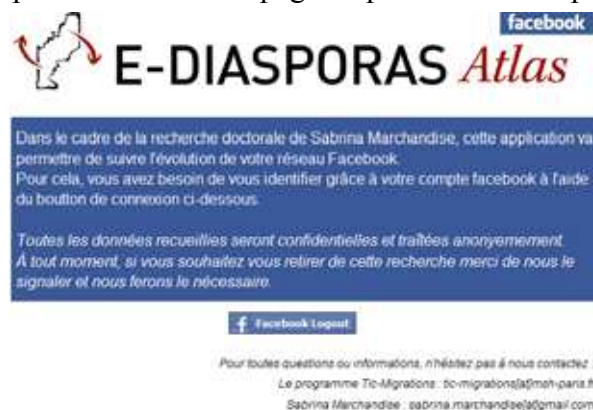 facebook
E-DIASPORAS Atlas
Dans le cadre de la recherche doctorale de Sabrina Marchandise, cette application va
permettre de suivre l'évolution de votre réseau Facebook.
Pour cela, vous avez besoin de vous identifier grâce à votre compte facebook à l'aide
du boutton de connexion ci-dessous.
Toutes les données recueillies seront confidentielles et traîtées anonyemement.
À tout moment, si vous souhaitez vous retirer de cette recherche merci de nous le
signaler et nous ferons le nécessaire.
Facebook Logout
Pour toutes questions ou informations, n'hésitez pas à nous contactez :
Le programme Tic-Migrations : tic-migrations[at]msh-paris.fr
Sabrina Marchandise : sabrina.marchandise[at]gmail.com